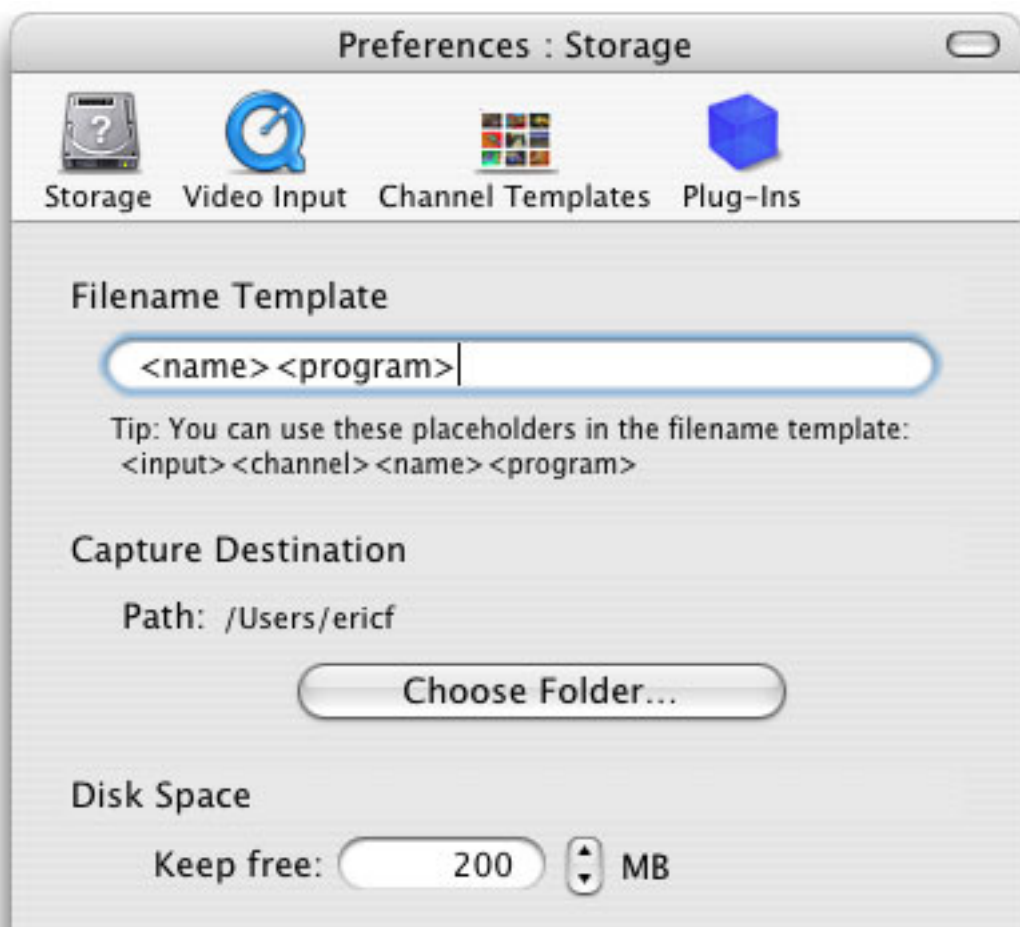 Preferences : Storage
Storage Video Input Channel Templates Plug-Ins
Filename Template
<name><program>
Tip: You can use these placeholders in the filename template:
<input><channel><name><program>
Capture Destination
Path: /Users/ericf
Choose Folder...
Disk Space
Keep free: 200 MB